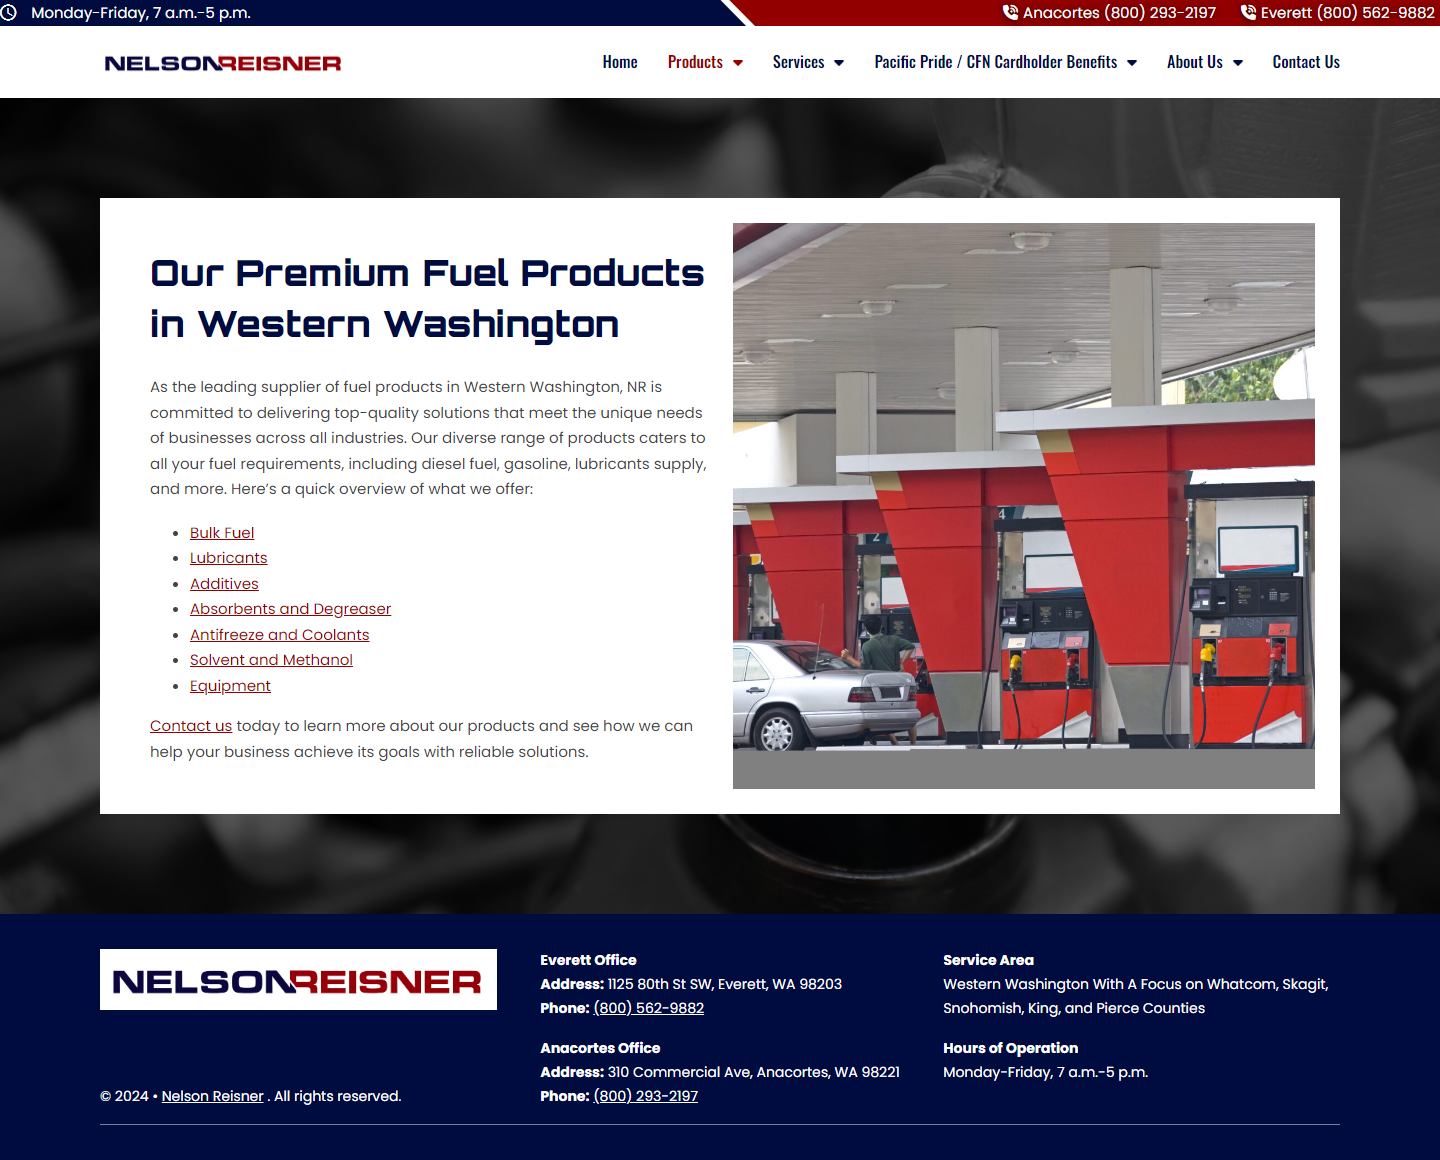 Monday-Friday, 7 a.m.-5 p.m.
Anacortes (800) 293-2197
Everett (800) 562-9882
NELSONREISNER
Home
Products
Services
Pacific Pride / CFN Cardholder Benefits
About Us
Contact Us
Our Premium Fuel Products
in Western Washington
As the leading supplier of fuel products in Western Washington, NR is
committed to delivering top-quality solutions that meet the unique needs
of businesses across all industries. Our diverse range of products caters to
all your fuel requirements, including diesel fuel, gasoline, lubricants supply,
and more. Here’s a quick overview of what we offer:
Bulk Fuel
Lubricants
Additives
Absorbents and Degreaser
Antifreeze and Coolants
Solvent and Methanol
Equipment
Contact us today to learn more about our products and see how we can
help your business achieve its goals with reliable solutions.
4
2
NELSONREISNER
© 2024 • Nelson Reisner . All rights reserved.
Everett Office
Address: 1125 80th St SW, Everett, WA 98203
Phone: (800) 562-9882
Anacortes Office
Address: 310 Commercial Ave, Anacortes, WA 98221
Phone: (800) 293-2197
Service Area
Western Washington With A Focus on Whatcom, Skagit,
Snohomish, King, and Pierce Counties
Hours of Operation
Monday-Friday, 7 a.m.-5 p.m.